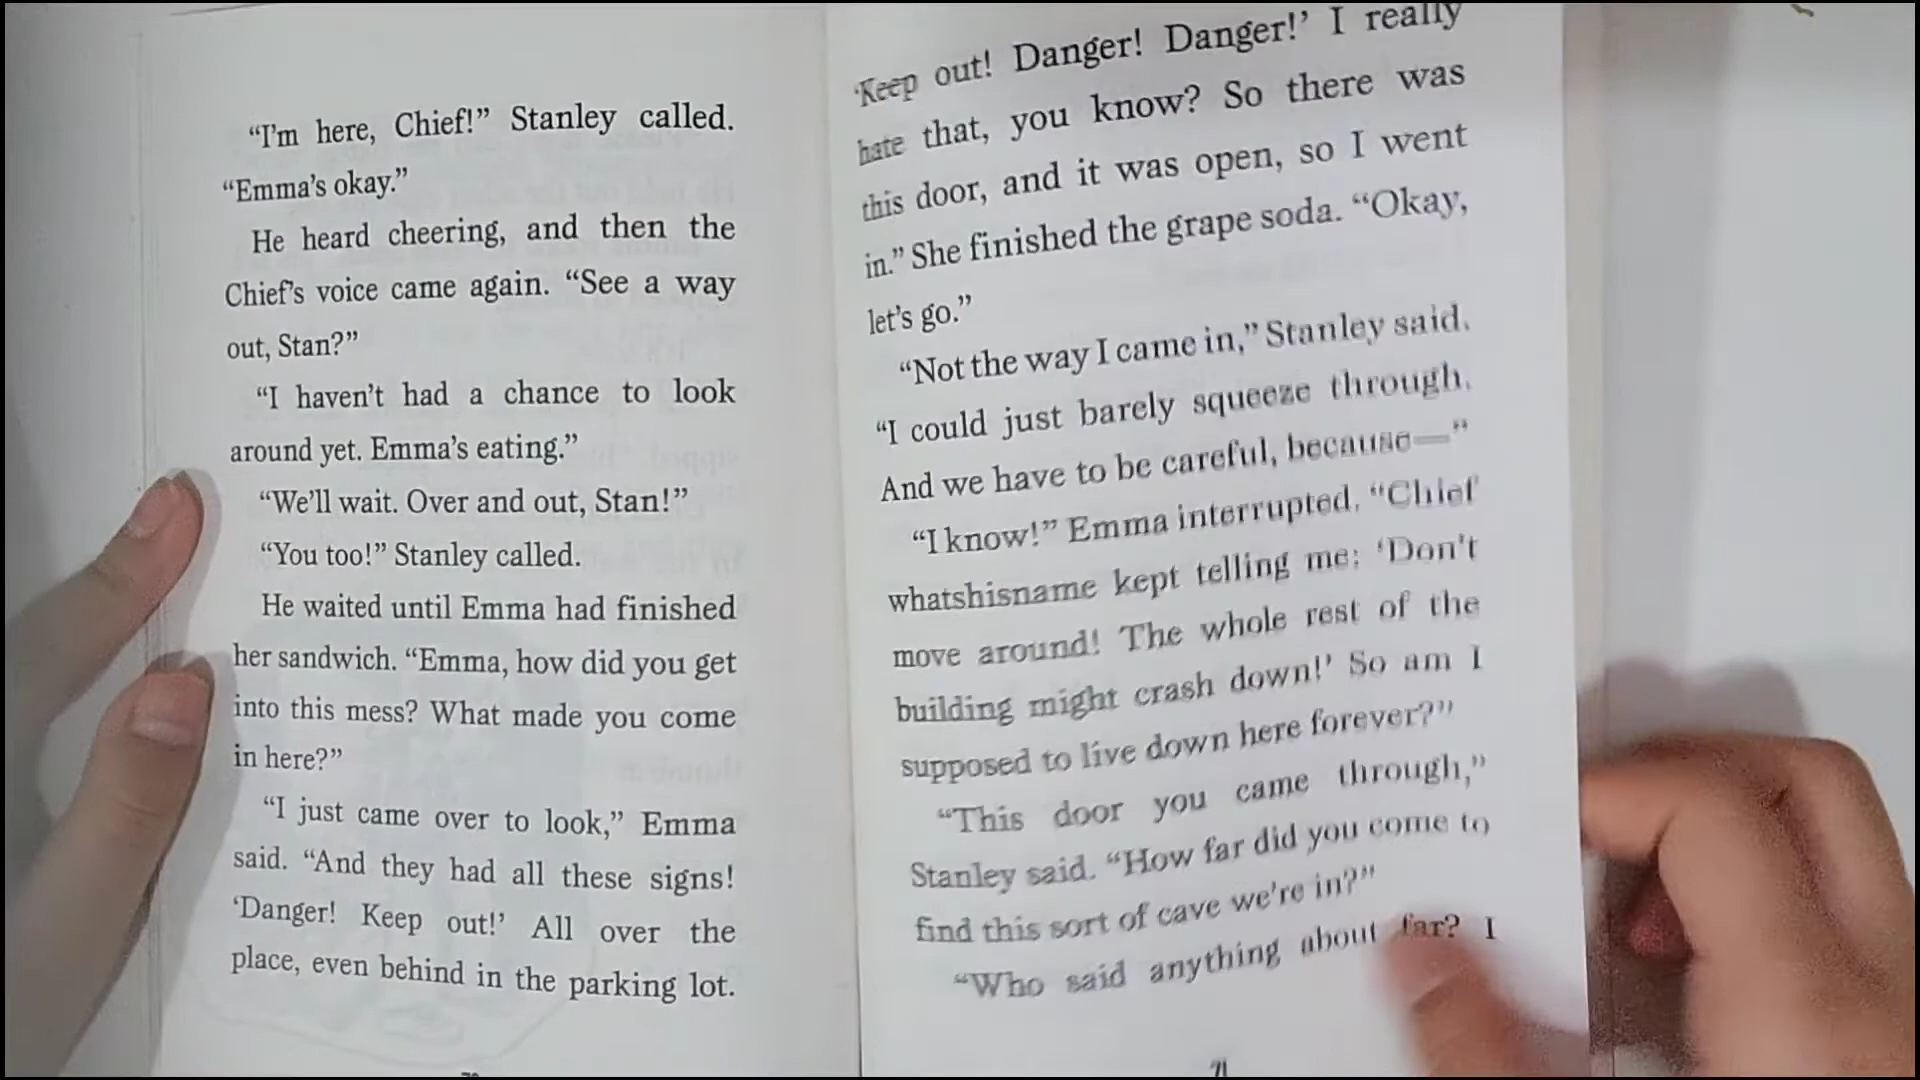 “I’m here, Chief!” Stanley called.
“Emma’s okay.”
He heard cheering, and then the
Chief’s voice came again. “See a way
out, Stan?”
“I haven’t had a chance to look
around yet. Emma’s eating.”
“We’ll wait. Over and out, Stan!”
“You too!” Stanley called.
He waited until Emma had finished
her sandwich. “Emma, how did you get
into this mess? What made you come
in here?”
“I just came over to look,” Emma
said. “And they had all these signs!
‘Danger! Keep out!’ All over the
place, even behind in the parking lot.
‘Keep out! Danger! Danger!’ I really
hate that, you know? So there was
this door, and it was open, so I went
in.” She finished the grape soda. “Okay,
let’s go.”
“Not the way I came in,” Stanley said.
“I could just barely squeeze through.
And we have to be careful, because—”
“I know!” Emma interrupted. “Chief
whatshisname kept telling me: ‘Don’t
move around! The whole rest of the
building might crash down!’ So am I
supposed to live down here forever?”
“This door you came through,”
Stanley said. “How far did you come to
find this sort of cave we’re in?”
“Who said anything about far? I
71